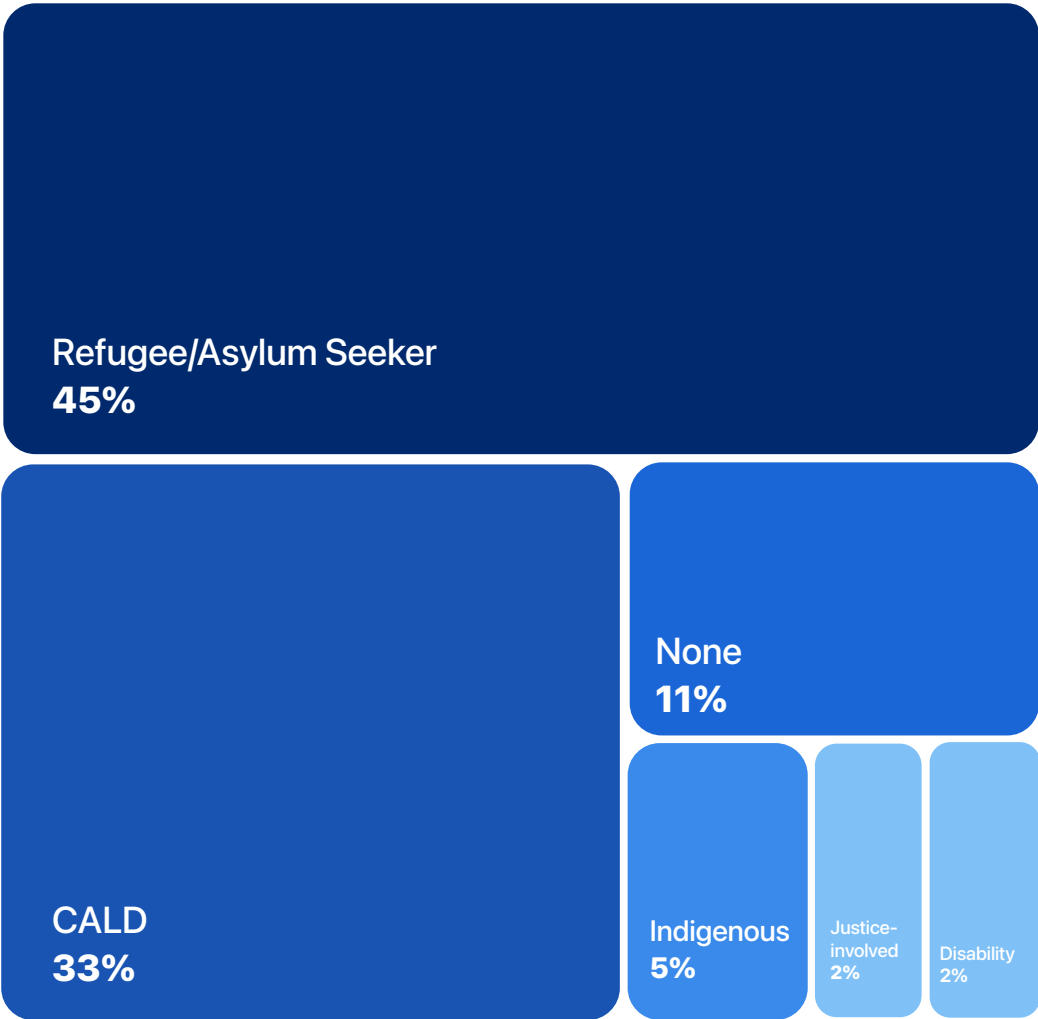 Refugee/Asylum Seeker
45%
CALD
33%
None
11%
Indigenous
5%
Justice-
involved
2%
Disability
2%